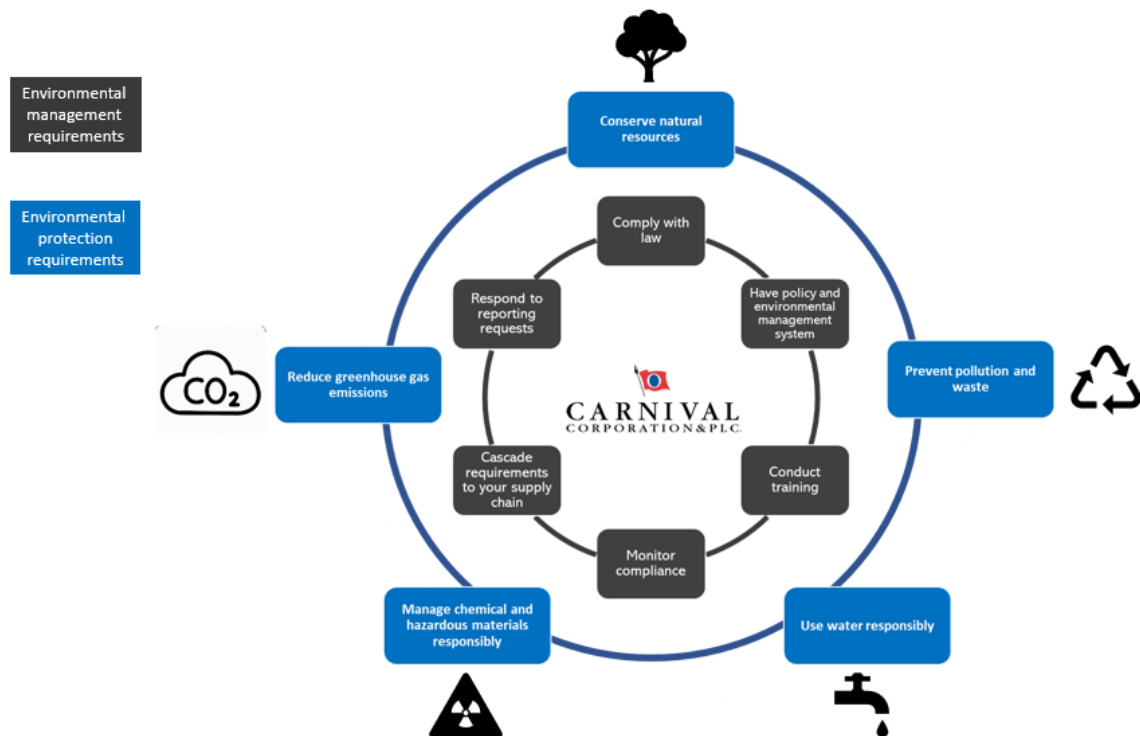 Environmental
management
requirements
Environmental
protection
requirements
Conserve natural
resources
Comply with
law
Respond to
reporting
requests
Have policy and
environmental
management
system
CO₂
Reduce greenhouse gas
emissions
Prevent pollution and
waste
CARNIVAL
CORPORATION&PLC.
Cascade
requirements
to your supply
chain
Conduct
training
Monitor
compliance
Manage chemical and
hazardous materials
responsibly
Use water responsibly